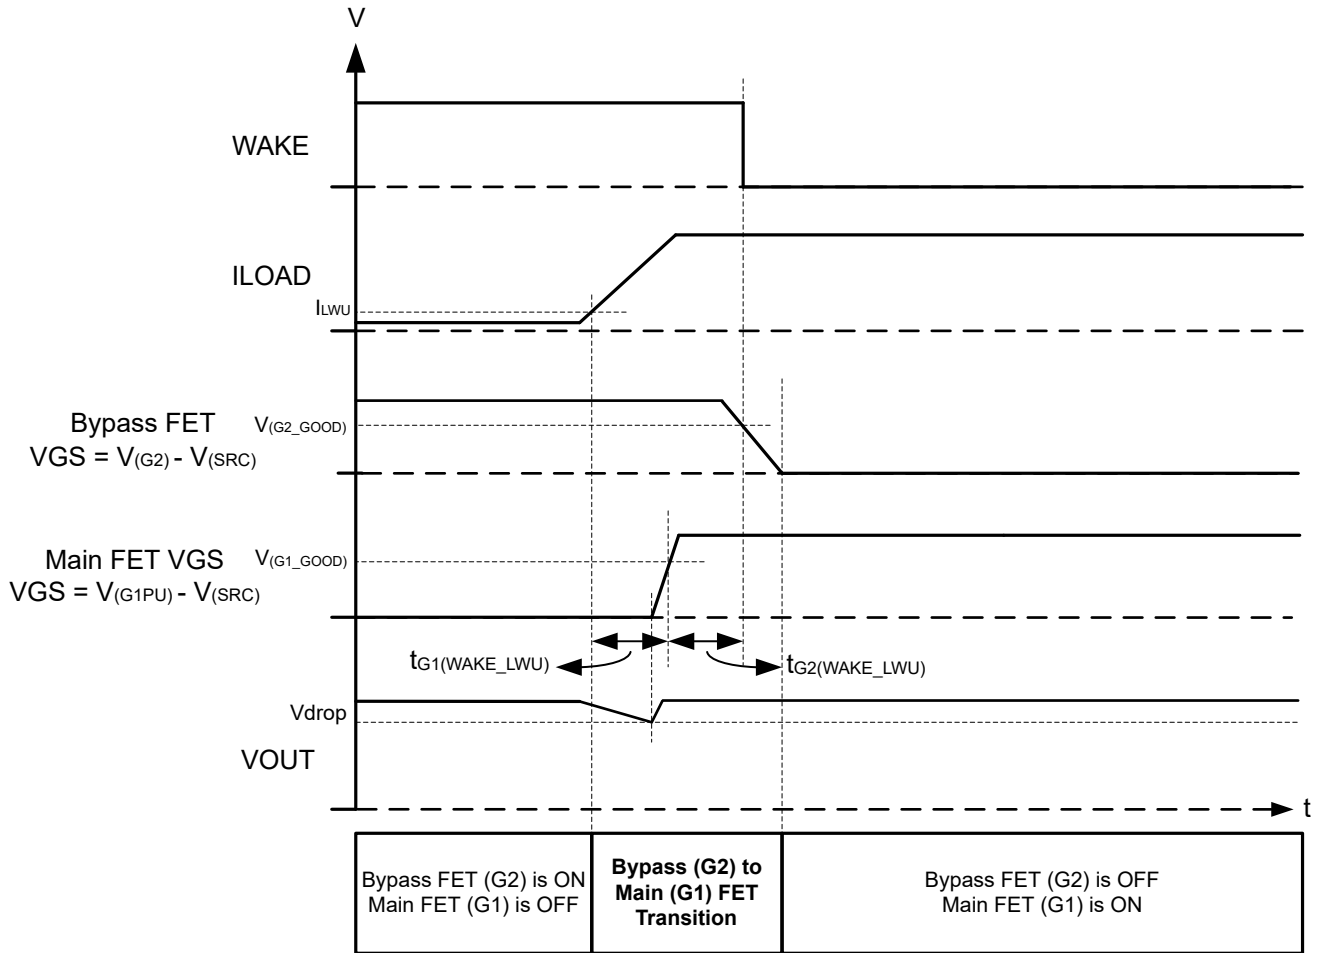 V
WAKE
ILOAD
ILWU
Bypass FET
VGS = V(G2) - V(SRC)
V(G2_GOOD)
Main FET VGS
VGS = V(G1PU) - V(SRC)
V(G1_GOOD)
tG1(WAKE_LWU)
tG2(WAKE_LWU)
Vdrop
VOUT
t
Bypass FET (G2) is ON
Main FET (G1) is OFF
Bypass (G2) to
Main (G1) FET
Transition
Bypass FET (G2) is OFF
Main FET (G1) is ON